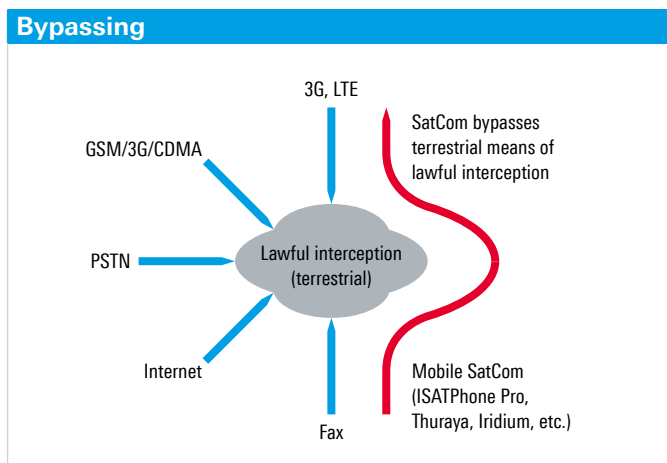 Bypassing
3G, LTE
SatCom bypasses
terrestrial means of
lawful interception
GSM/3G/CDMA
Lawful interception
(terrestrial)
PSTN
Internet
Mobile SatCom
(ISATPhone Pro,
Thuraya, Iridium, etc.)
Fax